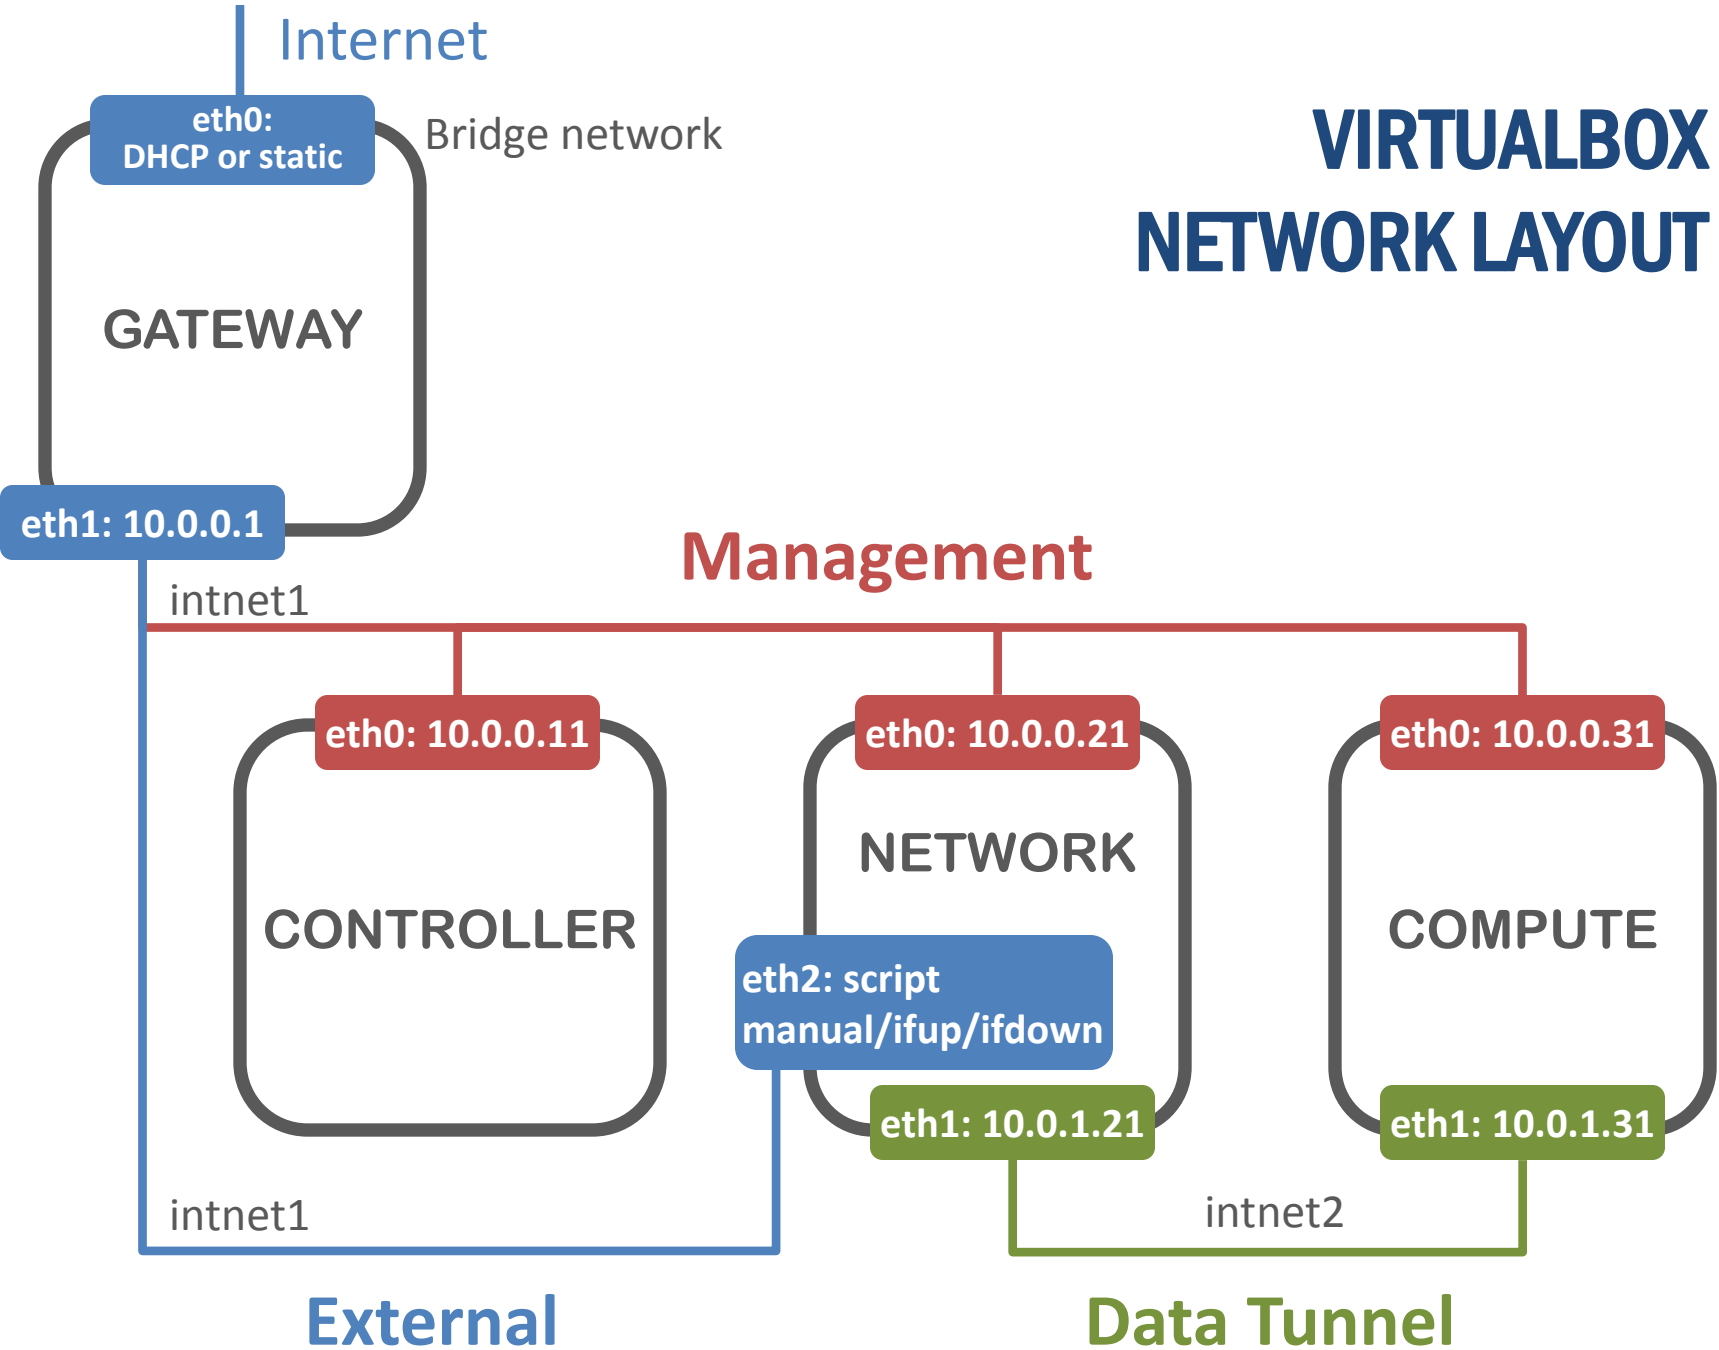 Internet
eth0:
DHCP or static
Bridge network
VIRTUALBOX
NETWORK LAYOUT
GATEWAY
eth1: 10.0.0.1
Management
intnet1
eth0: 10.0.0.11
eth0: 10.0.0.21
eth0: 10.0.0.31
NETWORK
CONTROLLER
COMPUTE
eth2: script
manual/ifup/ifdown
eth1: 10.0.1.21
eth1: 10.0.1.31
intnet1
intnet2
External
Data Tunnel